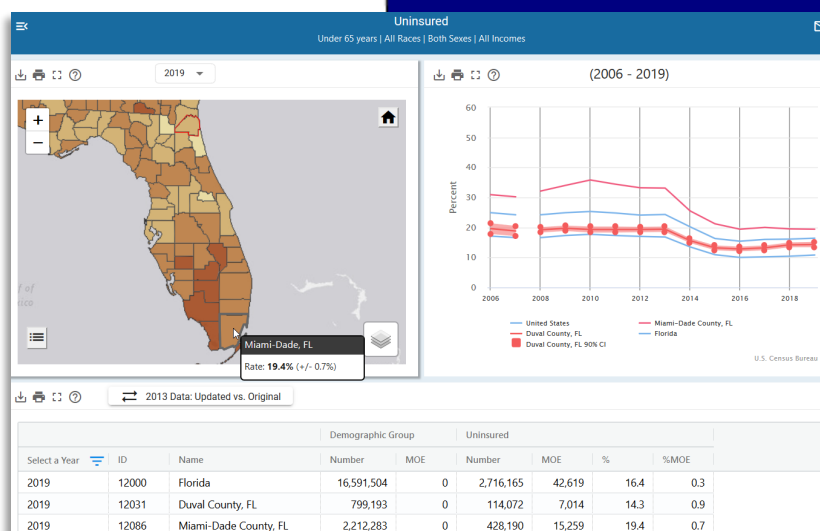 Uninsured
Under 65 years | All Races | Both Sexes | All Incomes
2019
(2006 - 2019)
+
−
Miami-Dade, FL
Rate: 19.4% (+/- 0.7%)
Percent
60
50
40
30
20
10
0
2006 2008 2010 2012 2014 2016 2018
United States Miami-Dade County, FL
Duval County, FL Florida
Duval County, FL 90% CI
U.S. Census Bureau
2013 Data: Updated vs. Original
Demographic Group Uninsured
Select a Year ID Name Number MOE Number MOE % %MOE
2019 12000 Florida 16,591,504 0 2,716,165 42,619 16.4 0.3
2019 12031 Duval County, FL 799,193 0 114,072 7,014 14.3 0.9
2019 12086 Miami-Dade County, FL 2,212,283 0 428,190 15,259 19.4 0.7